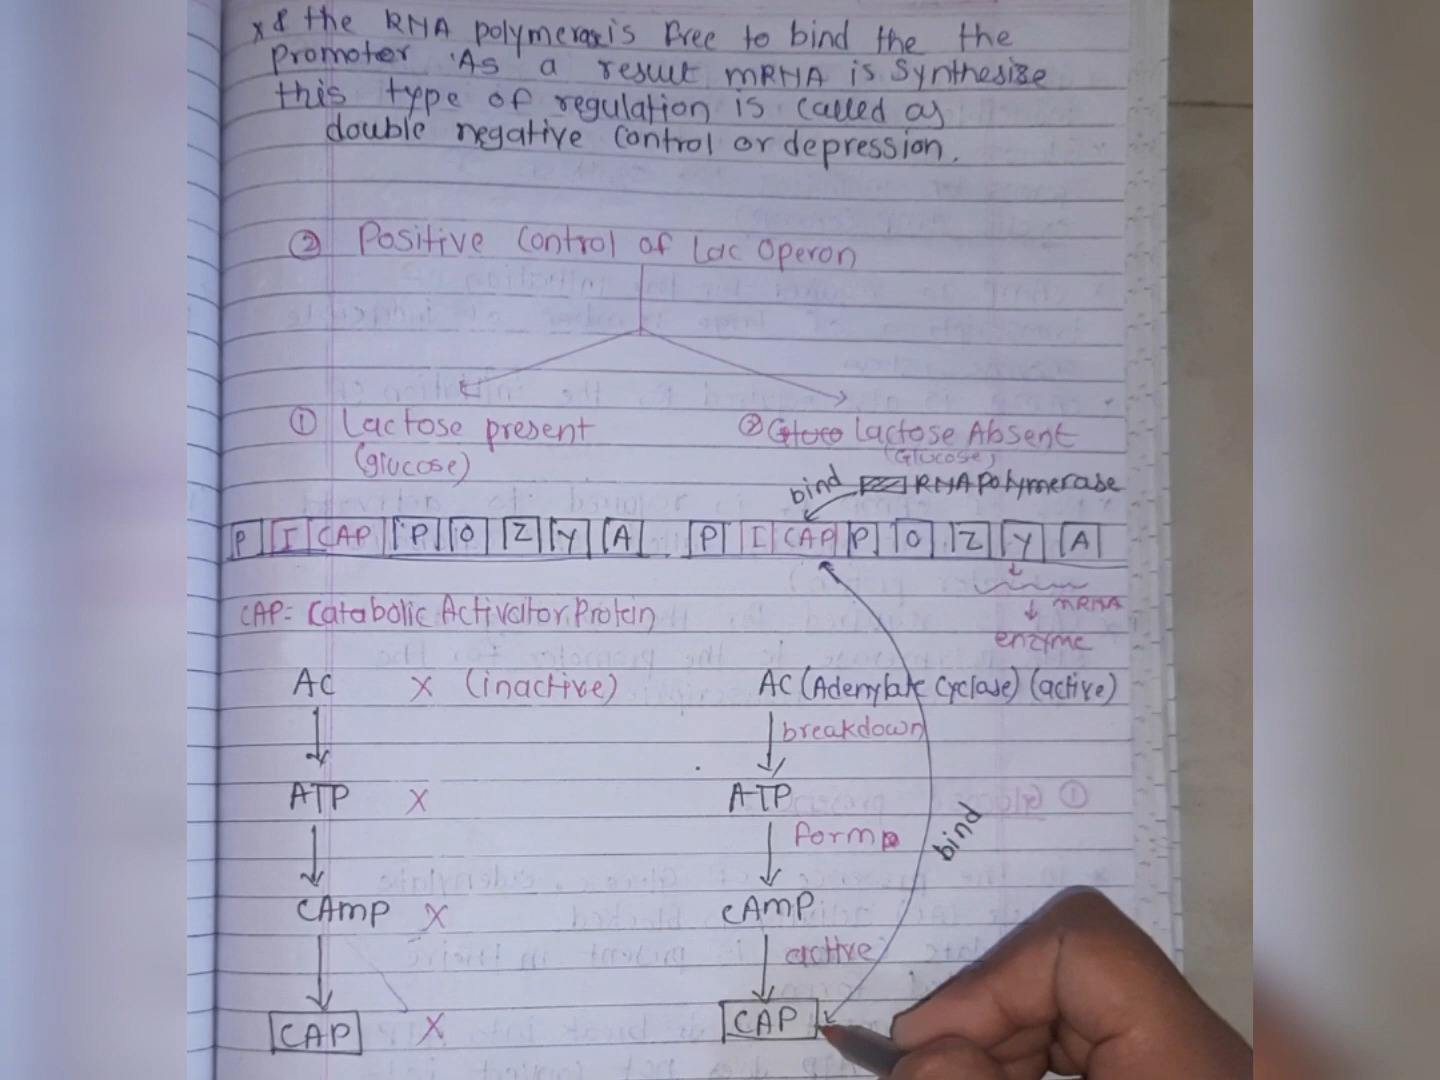 x & the RNA polymerase is free to bind the the
promoter. As a result mRNA is Synthesize
this type of regulation is called as
double negative control or depression.
② Positive Control of Lac Operon
① Lactose present
(glucose)
② Gluco Lactose Absent
(Glucose)
bind RNA Polymerase
P I CAP P O Z Y A
P I CAP P O Z Y A
mRNA
enzyme
CAP = Catabolic Activator Protein
AC X (inactive)
AC (Adenylate Cyclase) (active)
breakdown
ATP X
ATP
form
bind
cAMP X
cAMP
active
CAP X
CAP